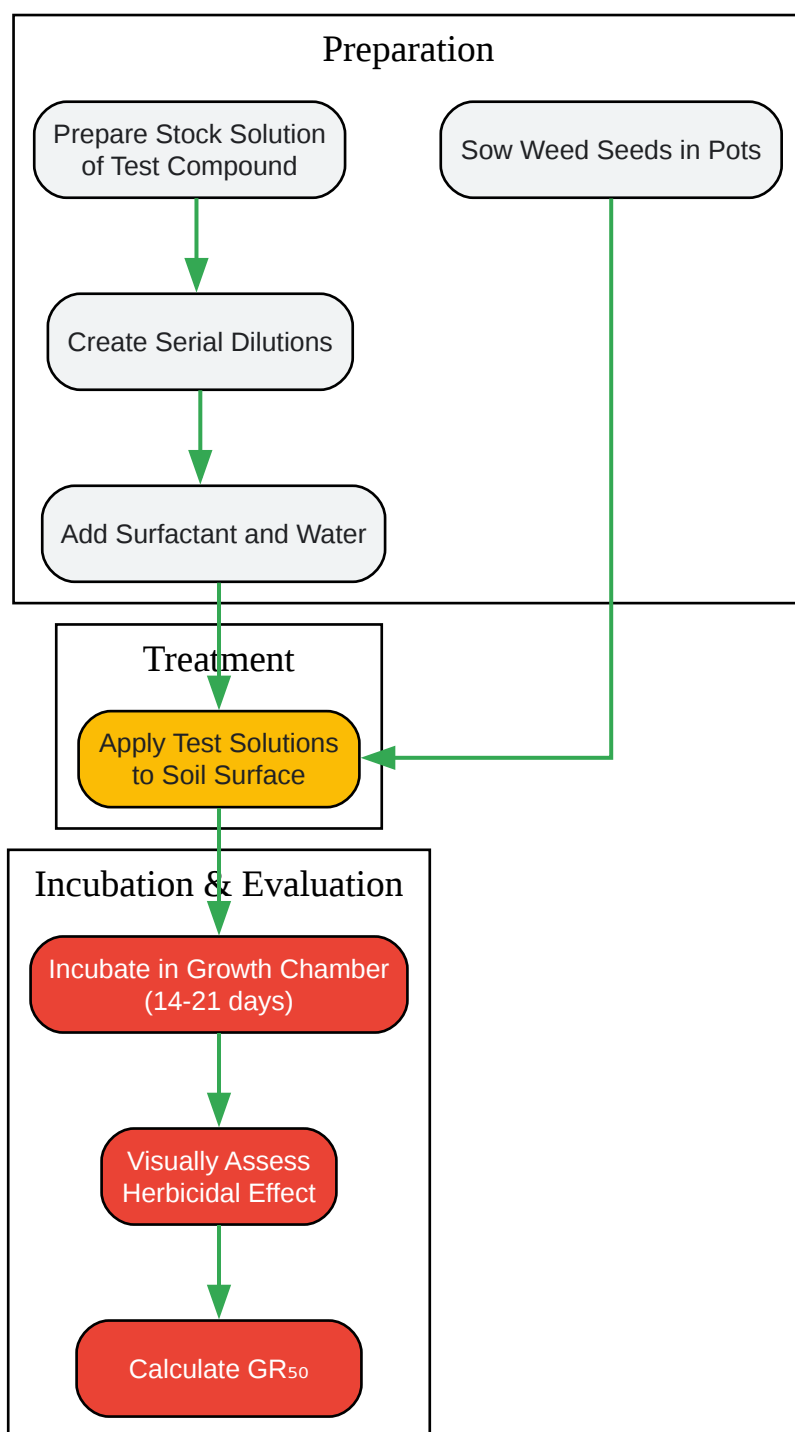 Preparation
Prepare Stock Solution
of Test Compound
Sow Weed Seeds in Pots
Create Serial Dilutions
Add Surfactant and Water
Treatment
Apply Test Solutions
to Soil Surface
Incubation & Evaluation
Incubate in Growth Chamber
(14-21 days)
Visually Assess
Herbicidal Effect
Calculate GR₅₀